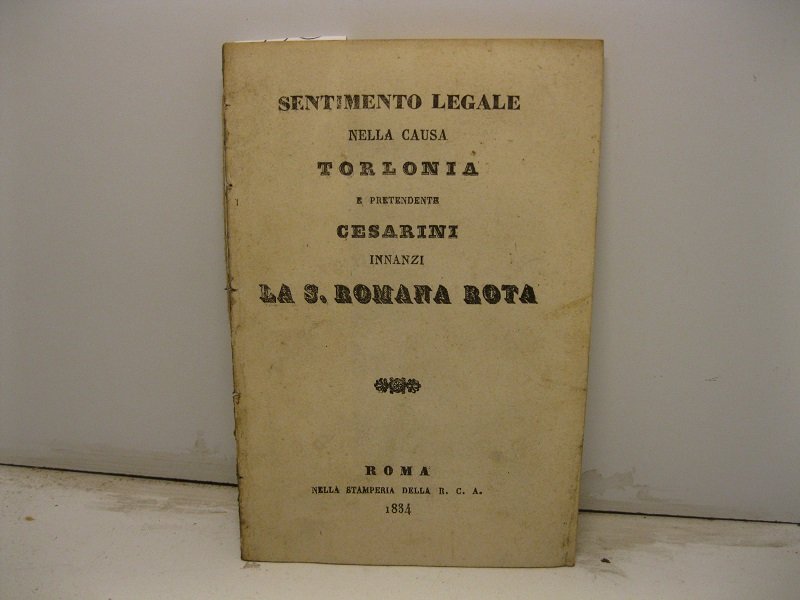 SENTIMENTO LEGALE
NELLA CAUSA
TORLONIA
E PRETENDENTE
CESARINI
INNANZI
LA S. ROMANA ROTA
ROMA
NELLA STAMPERIA DELLA R. C. A.
1834